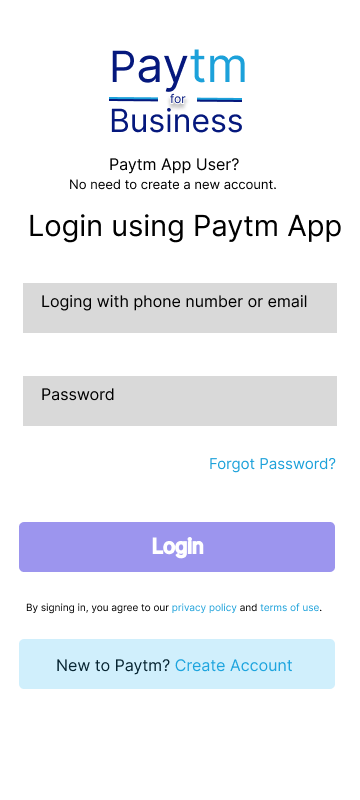 Paytm
for
Business
Paytm App User?
No need to create a new account.
Login using Paytm App
Loging with phone number or email
Password
Forgot Password?
Login
By signing in, you agree to our privacy policy and terms of use.
New to Paytm? Create Account